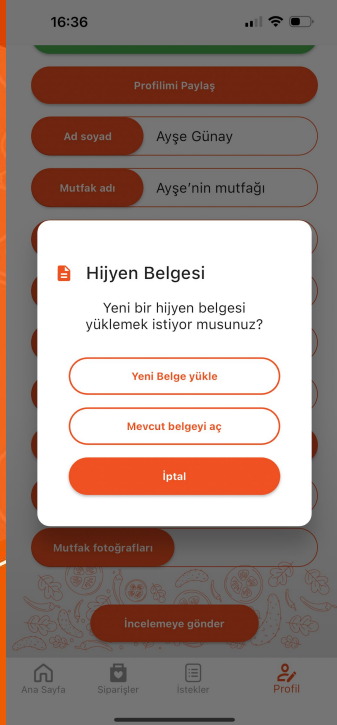 16:36
Profilimi Paylaş
Ad soyad
Ayşe Günay
Mutfak adı
Ayşe'nin mutfağı
Hijyen Belgesi
Yeni bir hijyen belgesi
yüklemek istiyor musunuz?
Yeni Belge yükle
Mevcut belgeyi aç
İptal
Mutfak fotoğrafları
İncelemeye gönder
Ana Sayfa
Siparişler
İstekler
Profil